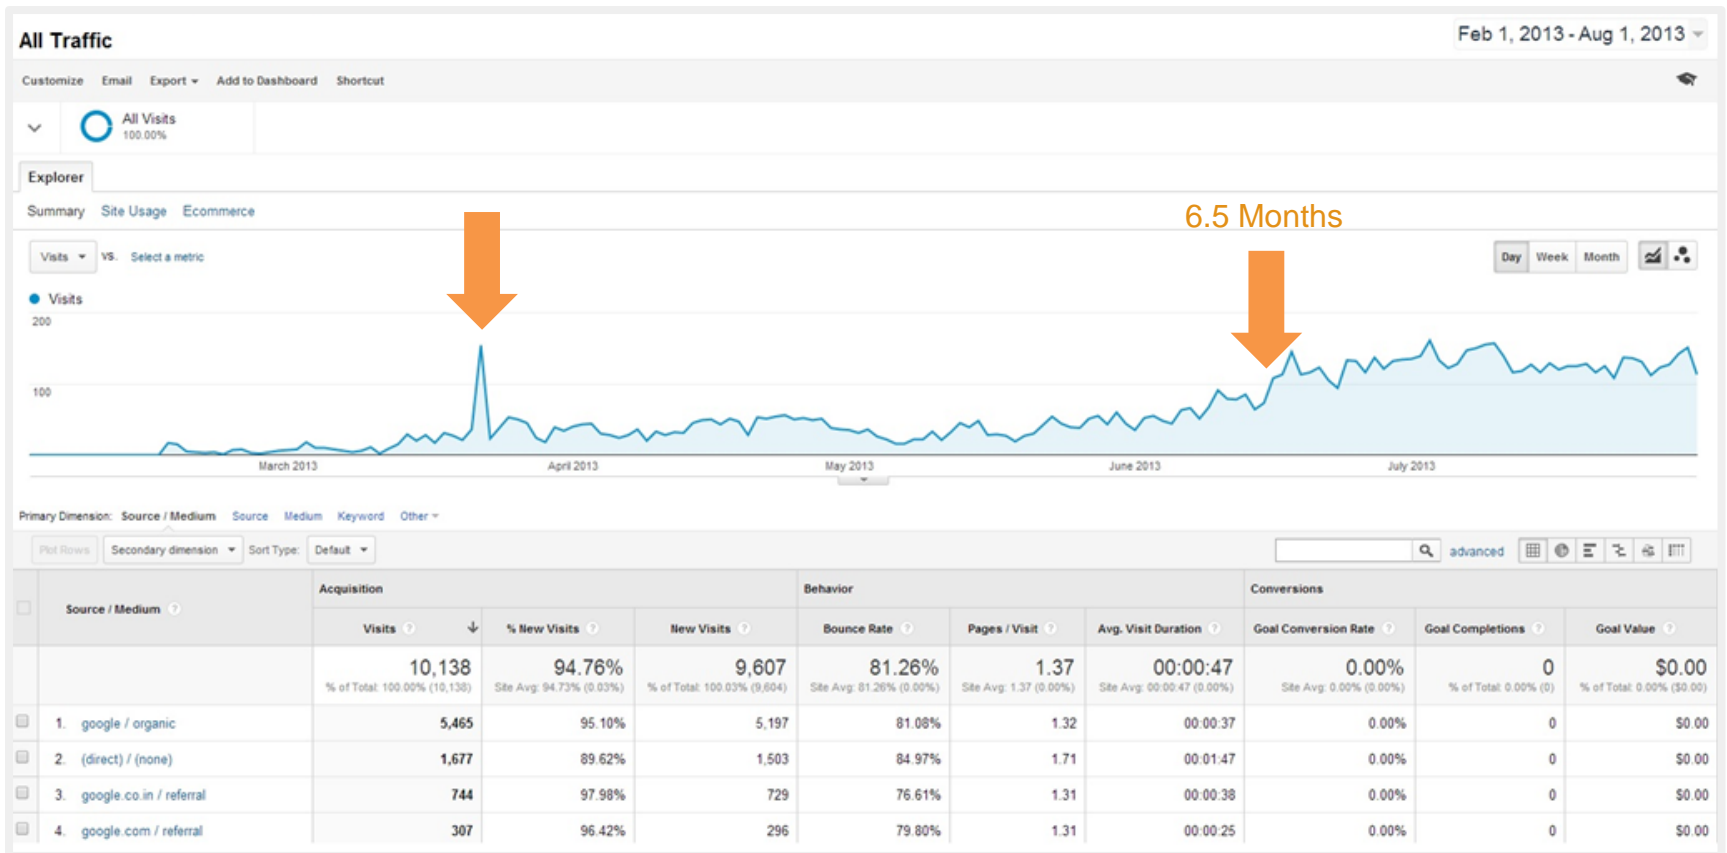 All Traffic
Feb 1, 2013 - Aug 1, 2013
Customize Email Export Add to Dashboard Shortcut
All Visits
100.00%
Explorer
Summary Site Usage Ecommerce
6.5 Months
Visits VS. Select a metric
Day Week Month
Visits
200
100
March 2013 April 2013 May 2013 June 2013 July 2013
Primary Dimension: Source / Medium Source Medium Keyword Other
Plot Rows Secondary dimension Sort Type: Default advanced
Acquisition Behavior Conversions
Source / Medium ?
Visits ? % New Visits ? New Visits ? Bounce Rate ? Pages / Visit ? Avg. Visit Duration ? Goal Conversion Rate ? Goal Completions ? Goal Value ?
10,138 94.76% 9,607 81.26% 1.37 00:00:47 0.00% 0 $0.00
% of Total: 100.00% (10,138) Site Avg: 94.73% (0.03%) % of Total: 100.03% (9,604) Site Avg: 81.26% (0.00%) Site Avg: 1.37 (0.00%) Site Avg: 00:00:47 (0.00%) Site Avg: 0.00% (0.00%) % of Total: 0.00% (0) % of Total: 0.00% ($0.00)
1. google / organic 5,465 95.10% 5,197 81.08% 1.32 00:00:37 0.00% 0 $0.00
2. (direct) / (none) 1,677 89.62% 1,503 84.97% 1.71 00:01:47 0.00% 0 $0.00
3. google.co.in / referral 744 97.98% 729 76.61% 1.31 00:00:38 0.00% 0 $0.00
4. google.com / referral 307 96.42% 296 79.80% 1.31 00:00:25 0.00% 0 $0.00